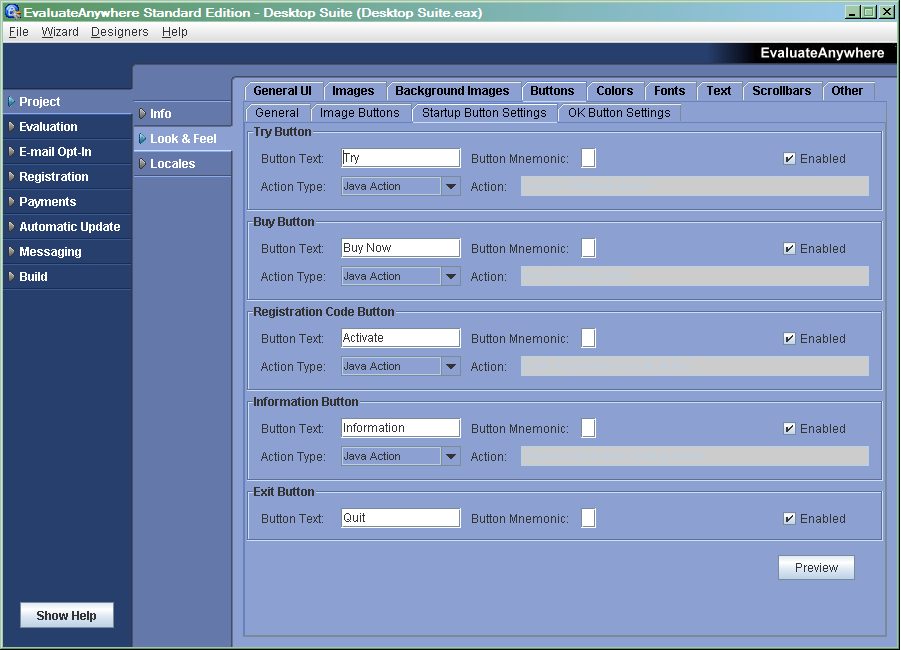 EvaluateAnywhere Standard Edition - Desktop Suite (Desktop Suite.eax)
File Wizard Designers Help
EvaluateAnywhere
Project
Evaluation
E-mail Opt-In
Registration
Payments
Automatic Update
Messaging
Build
Show Help
Info
Look & Feel
Locales
General UI Images Background Images Buttons Colors Fonts Text Scrollbars Other
General Image Buttons Startup Button Settings OK Button Settings
Try Button
Button Text: Try Button Mnemonic: Enabled
Action Type: Java Action Action:
Buy Button
Button Text: Buy Now Button Mnemonic: Enabled
Action Type: Java Action Action:
Registration Code Button
Button Text: Activate Button Mnemonic: Enabled
Action Type: Java Action Action:
Information Button
Button Text: Information Button Mnemonic: Enabled
Action Type: Java Action Action:
Exit Button
Button Text: Quit Button Mnemonic: Enabled
Preview